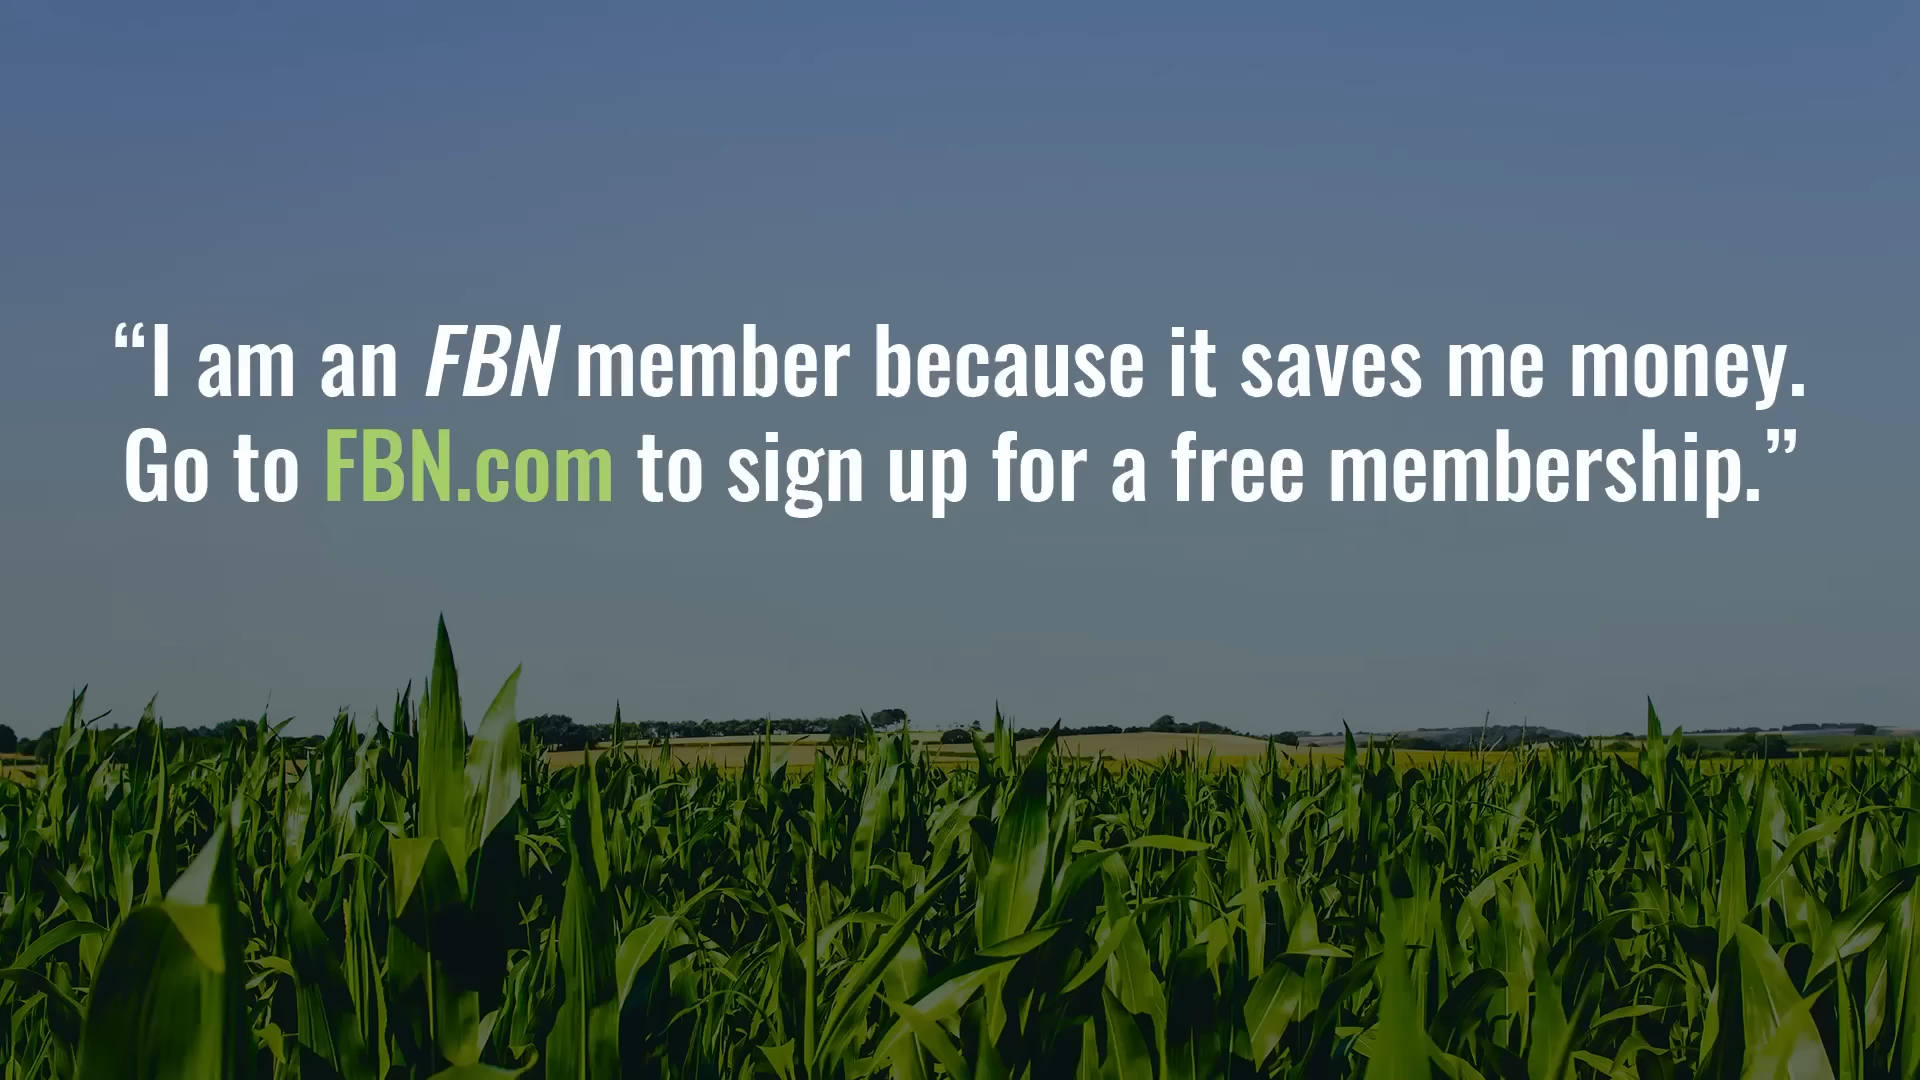 “I am an FBN member because it saves me money.
Go to FBN.com to sign up for a free membership.”